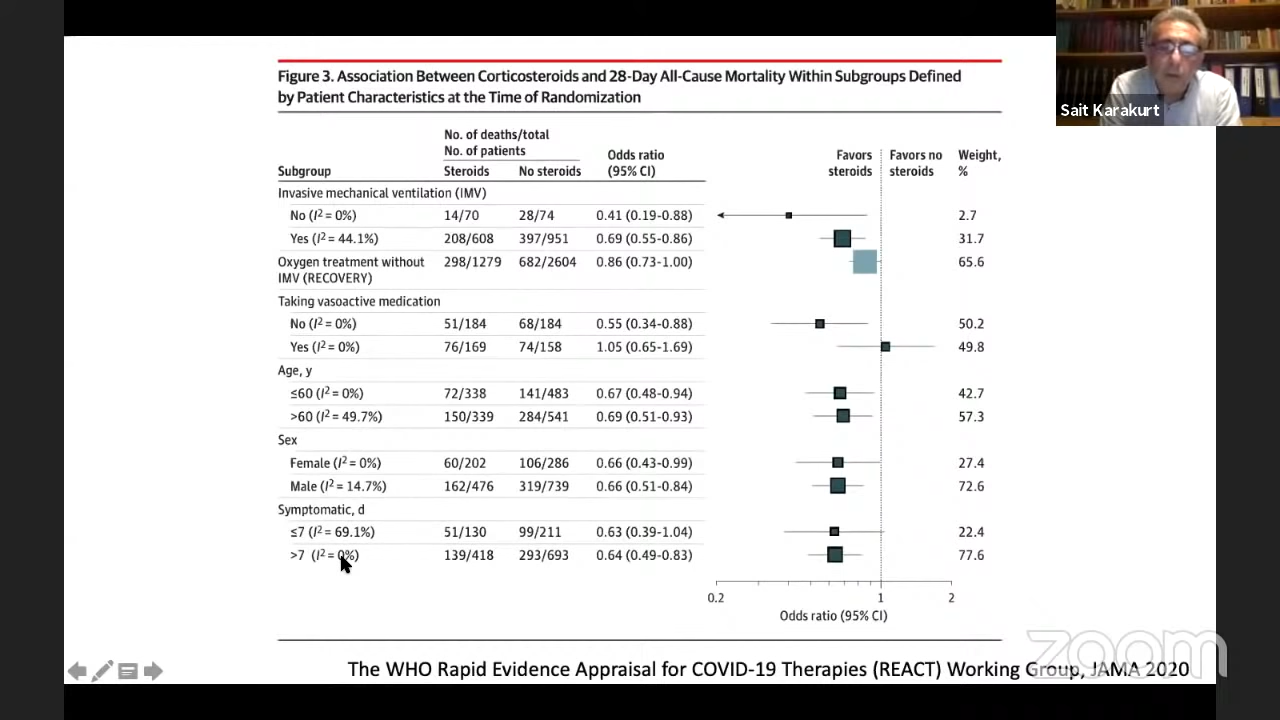 Sait Karakurt
Figure 3. Association Between Corticosteroids and 28-Day All-Cause Mortality Within Subgroups Defined
by Patient Characteristics at the Time of Randomization
No. of deaths/total
No. of patients
Odds ratio
(95% CI)
Favors
steroids
Favors no
steroids
Weight,
%
Subgroup Steroids No steroids
Invasive mechanical ventilation (IMV)
No (I² = 0%) 14/70 28/74 0.41 (0.19-0.88) 2.7
Yes (I² = 44.1%) 208/608 397/951 0.69 (0.55-0.86) 31.7
Oxygen treatment without 298/1279 682/2604 0.86 (0.73-1.00) 65.6
IMV (RECOVERY)
Taking vasoactive medication
No (I² = 0%) 51/184 68/184 0.55 (0.34-0.88) 50.2
Yes (I² = 0%) 76/169 74/158 1.05 (0.65-1.69) 49.8
Age, y
≤60 (I² = 0%) 72/338 141/483 0.67 (0.48-0.94) 42.7
>60 (I² = 49.7%) 150/339 284/541 0.69 (0.51-0.93) 57.3
Sex
Female (I² = 0%) 60/202 106/286 0.66 (0.43-0.99) 27.4
Male (I² = 14.7%) 162/476 319/739 0.66 (0.51-0.84) 72.6
Symptomatic, d
≤7 (I² = 69.1%) 51/130 99/211 0.63 (0.39-1.04) 22.4
>7 (I² = 0%) 139/418 293/693 0.64 (0.49-0.83) 77.6
0.2 1 2
Odds ratio (95% CI)
zoom
The WHO Rapid Evidence Appraisal for COVID-19 Therapies (REACT) Working Group, JAMA 2020